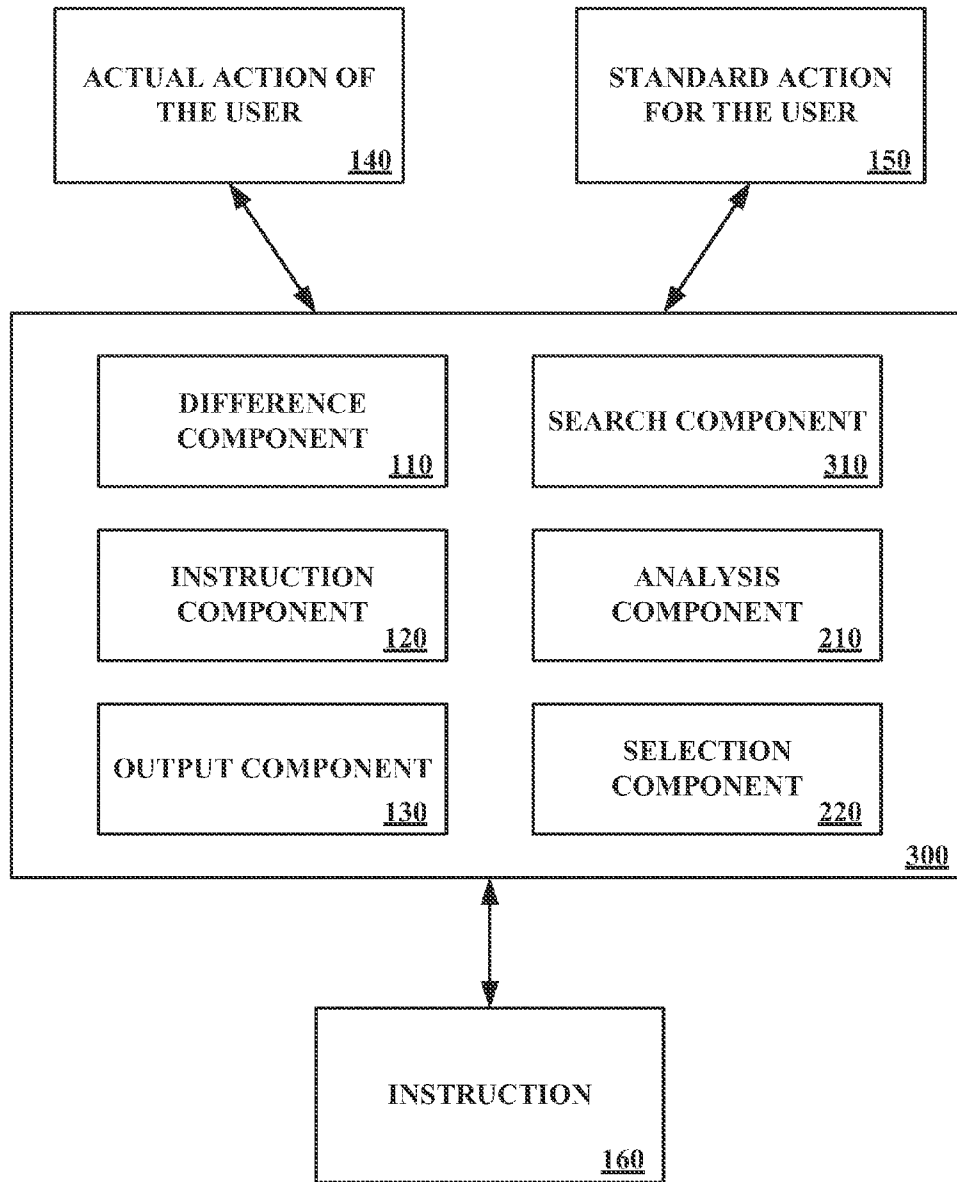 ACTUAL ACTION OF
THE USER
140
STANDARD ACTION
FOR THE USER
150
DIFFERENCE
COMPONENT
110
SEARCH COMPONENT
310
INSTRUCTION
COMPONENT
120
ANALYSIS
COMPONENT
210
OUTPUT COMPONENT
130
SELECTION
COMPONENT
220
300
INSTRUCTION
160